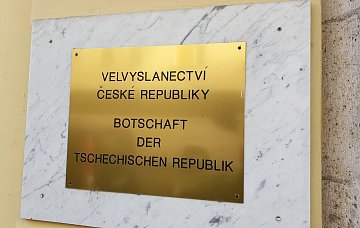 VELVYSLANECTVÍ
ČESKÉ REPUBLIKY
BOTSCHAFT
DER
TSCHECHISCHEN REPUBLIK